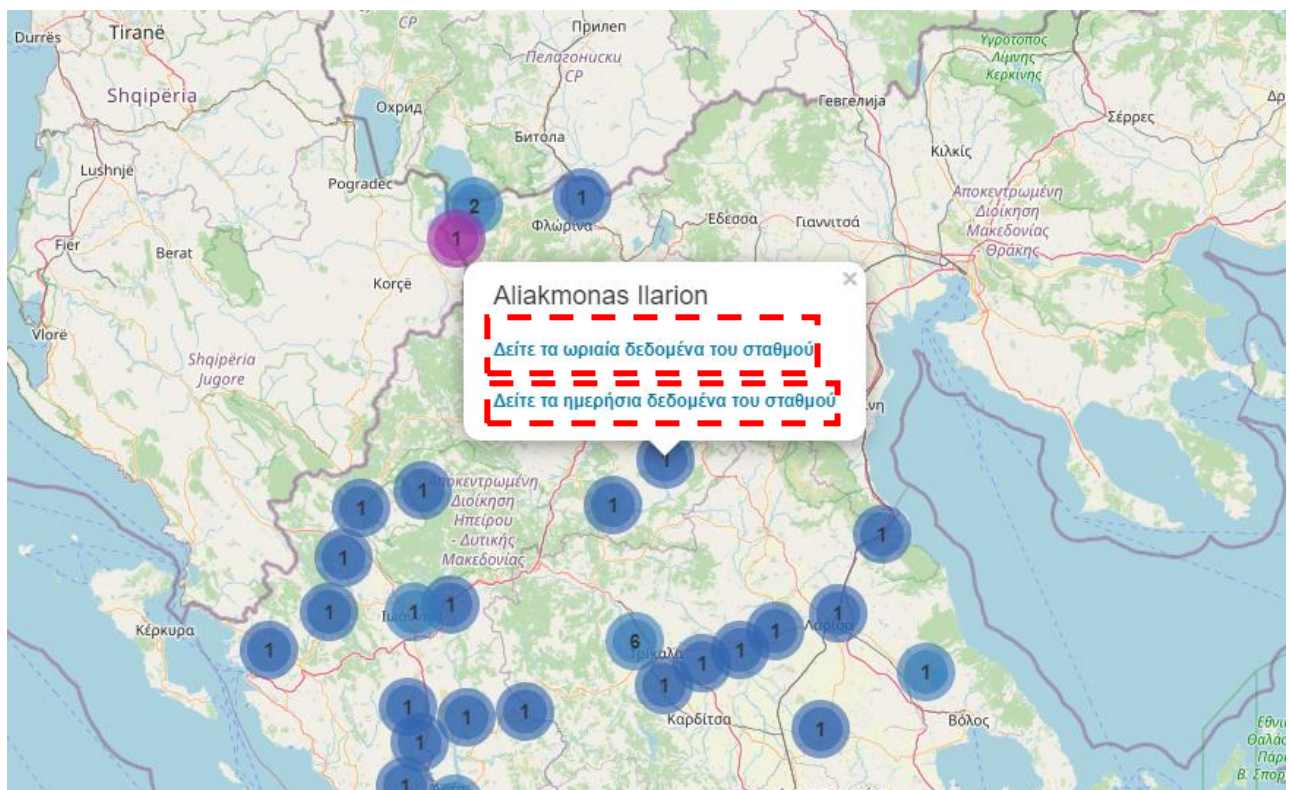 Durrës
Tiranë
СР
Прилеп
Пелагониски
СР
Υγρότοπος
Λίμνης
Κερκίνης
Shqipëria
Охрид
Гевгелија
Σέρρες
Битола
Κιλκίς
Lushnje
Pogradec
2
1
Αποκεντρωμένη
Διοίκηση
Μακεδονίας
- Θράκης
Φλώρινα
Έδεσσα
Γιαννιτσά
1
Fier
Berat
Korçë
Aliakmonas Ilarion
×
Δείτε τα ωριαία δεδομένα του σταθμού
Δείτε τα ημερήσια δεδομένα του σταθμού
Vlorë
Shqipëria
Jugore
1
1
1
1
Αποκεντρωμένη
Διοίκηση
Ηπείρου
- Δυτικής
Μακεδονίας
1
1
1
1
1
1
Κέρκυρα
1
6
Τρίκαλα
1
1
1
1
Λάρισα
1
1
1
1
1
Καρδίτσα
1
Βόλος
1
1